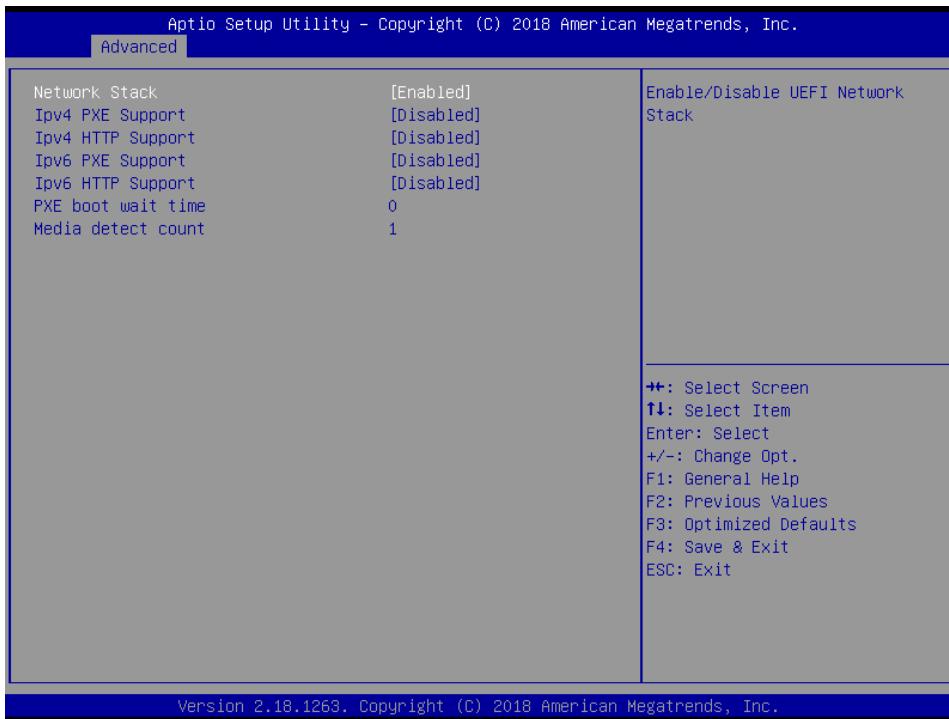 Aptio Setup Utility – Copyright (C) 2018 American Megatrends, Inc.
Advanced
Network Stack [Enabled]
Ipv4 PXE Support [Disabled]
Ipv4 HTTP Support [Disabled]
Ipv6 PXE Support [Disabled]
Ipv6 HTTP Support [Disabled]
PXE boot wait time 0
Media detect count 1
Enable/Disable UEFI Network
Stack
→←: Select Screen
↑↓: Select Item
Enter: Select
+/-: Change Opt.
F1: General Help
F2: Previous Values
F3: Optimized Defaults
F4: Save & Exit
ESC: Exit
Version 2.18.1263. Copyright (C) 2018 American Megatrends, Inc.